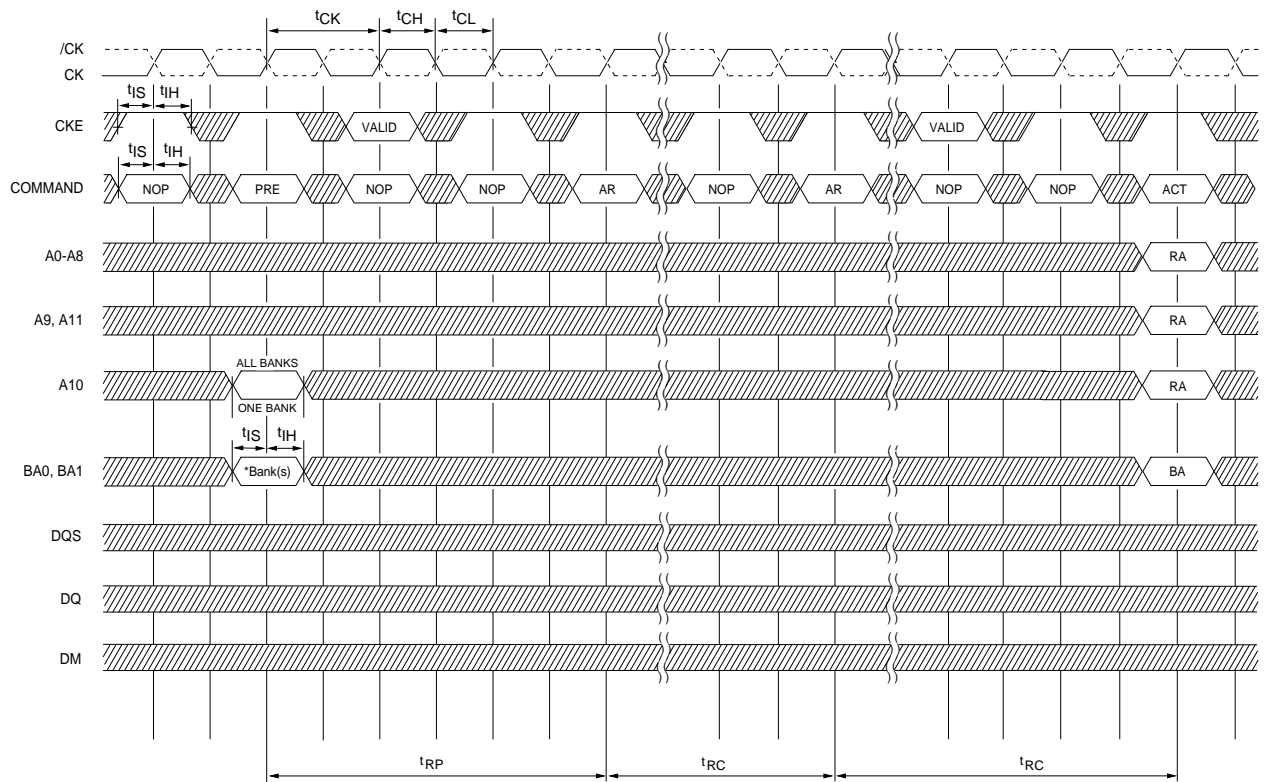 tCK tCH tCL
/CK
CK
tIS tIH
CKE VALID VALID
tIS tIH
COMMAND NOP PRE NOP NOP AR NOP AR NOP NOP ACT
A0-A8 RA
A9, A11 RA
ALL BANKS
A10 RA
ONE BANK
tIS tIH
BA0, BA1 *Bank(s) BA
DQS
DQ
DM
tRP tRC tRC